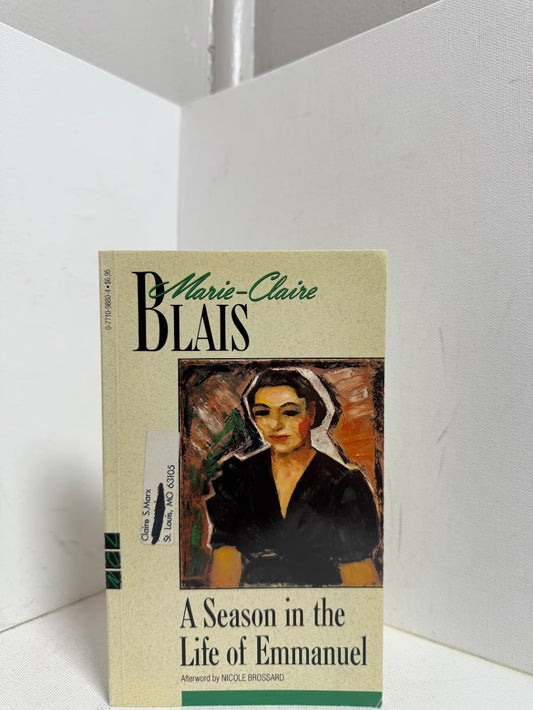 0-7710-9860-4 • $6.95
Marie-Claire
BLAIS
Claire S.Marx
St. Louis, MO 63105
A Season in the
Life of Emmanuel
Afterword by NICOLE BROSSARD